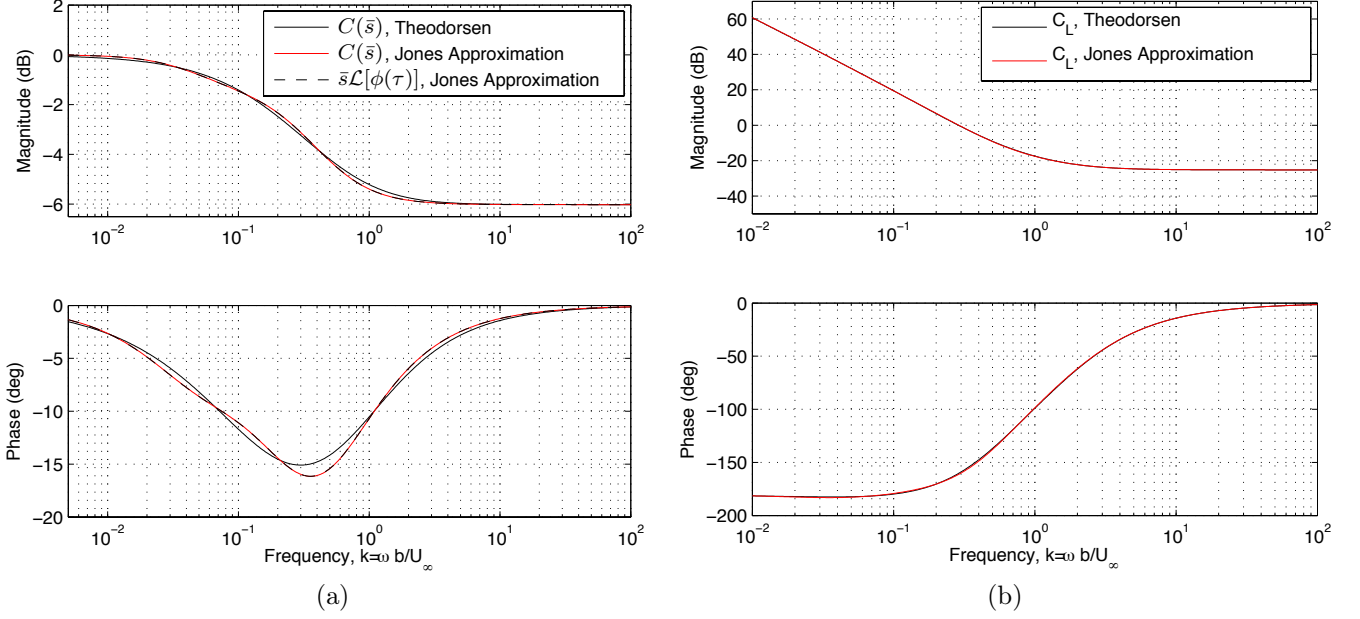 C(s̄), Theodorsen
C(s̄), Jones Approximation
s̄ℒ[ϕ(τ)], Jones Approximation
Magnitude (dB)
2
0
−2
−4
−6
10⁻² 10⁻¹ 10⁰ 10¹ 10²
Phase (deg)
0
−5
−10
−15
−20
10⁻² 10⁻¹ 10⁰ 10¹ 10²
Frequency, k=ω b/U∞
(a)
C_L, Theodorsen
C_L, Jones Approximation
Magnitude (dB)
60
40
20
0
−20
−40
10⁻² 10⁻¹ 10⁰ 10¹ 10²
Phase (deg)
0
−50
−100
−150
−200
10⁻² 10⁻¹ 10⁰ 10¹ 10²
Frequency, k=ω b/U∞
(b)